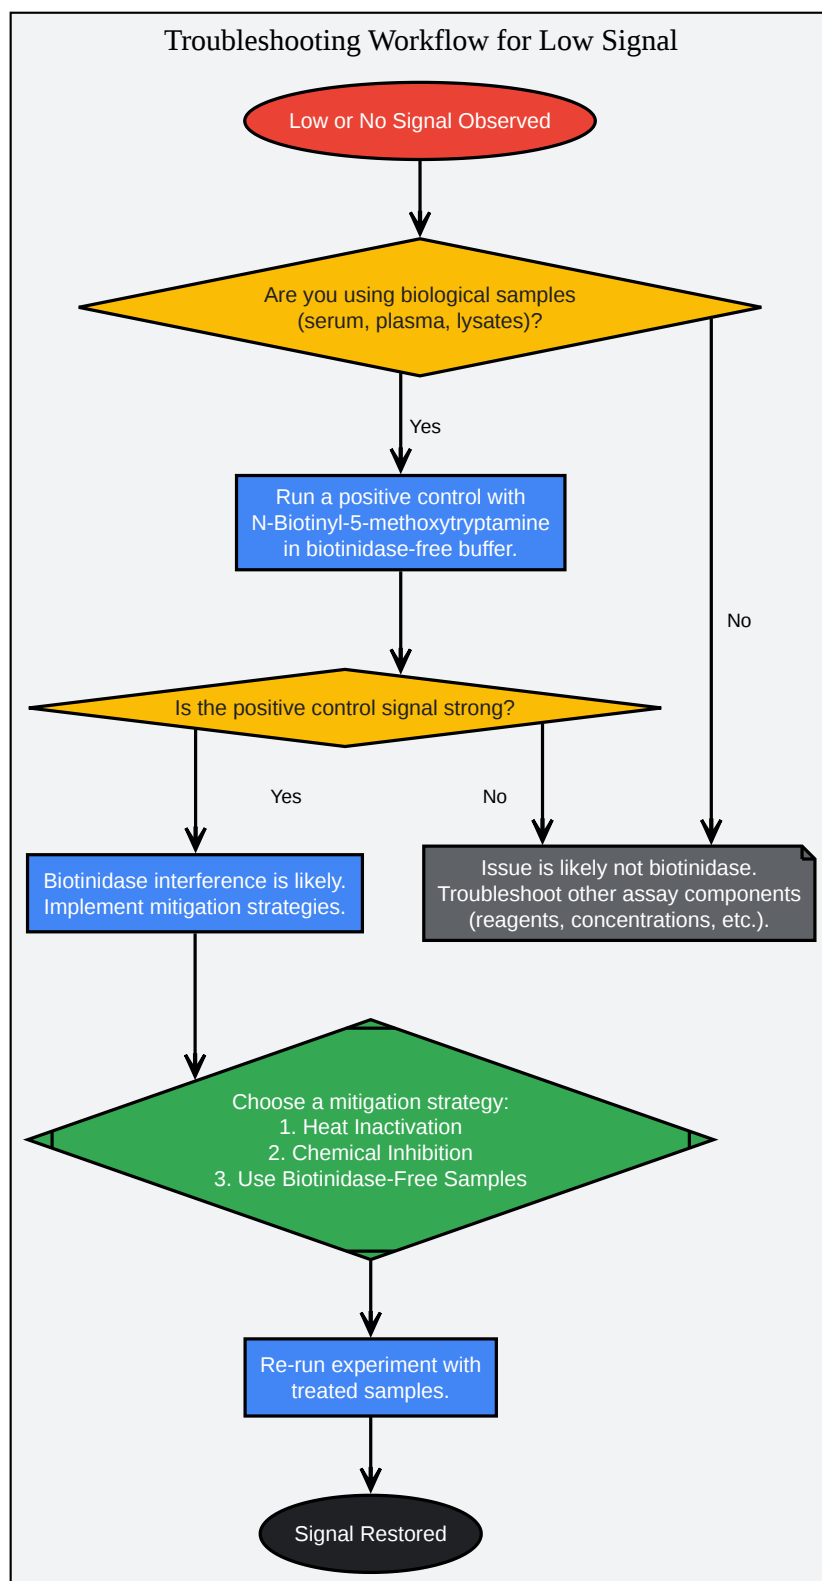 Troubleshooting Workflow for Low Signal
Low or No Signal Observed
Are you using biological samples
(serum, plasma, lysates)?
Yes
Run a positive control with
N-Biotinyl-5-methoxytryptamine
in biotinidase-free buffer.
No
Is the positive control signal strong?
Yes
No
Biotinidase interference is likely.
Implement mitigation strategies.
Issue is likely not biotinidase.
Troubleshoot other assay components
(reagents, concentrations, etc.).
Choose a mitigation strategy:
1. Heat Inactivation
2. Chemical Inhibition
3. Use Biotinidase-Free Samples
Re-run experiment with
treated samples.
Signal Restored